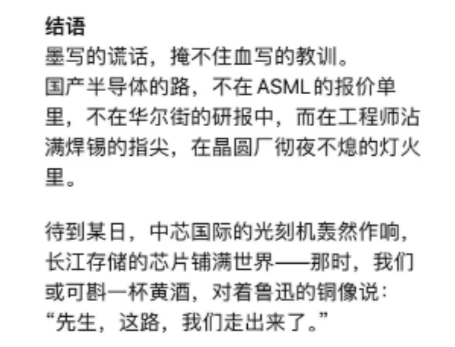 结语
墨写的谎话，掩不住血写的教训。
国产半导体的路，不在ASML的报价单
里，不在华尔街的研报中，而在工程师沾
满焊锡的指尖，在晶圆厂彻夜不熄的灯火
里。
待到某日，中芯国际的光刻机轰然作响，
长江存储的芯片铺满世界——那时，我们
或可斟一杯黄酒，对着鲁迅的铜像说：
“先生，这路，我们走出来了。”